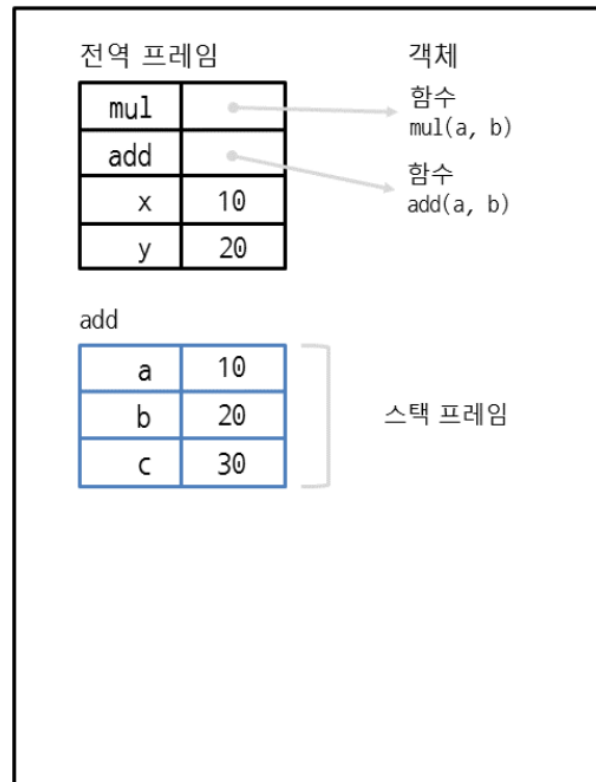 전역 프레임
객체
mul
함수
mul(a, b)
add
함수
add(a, b)
x 10
y 20
add
a 10
b 20
c 30
스택 프레임